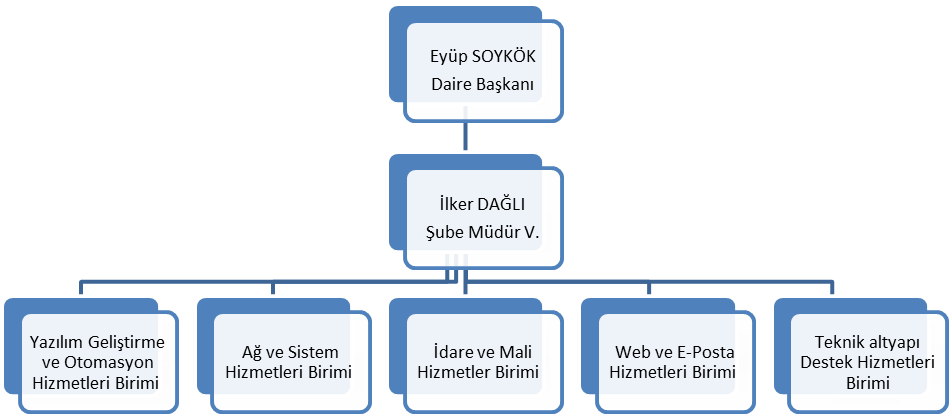 Eyüp SOYKÖK
Daire Başkanı
İlker DAĞLI
Şube Müdür V.
Yazılım Geliştirme
ve Otomasyon
Hizmetleri Birimi
Ağ ve Sistem
Hizmetleri Birimi
İdare ve Mali
Hizmetler Birimi
Web ve E-Posta
Hizmetleri Birimi
Teknik altyapı
Destek Hizmetleri
Birimi